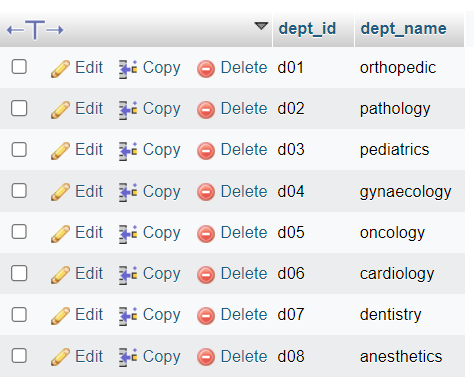 dept_id dept_name
Edit Copy Delete d01 orthopedic
Edit Copy Delete d02 pathology
Edit Copy Delete d03 pediatrics
Edit Copy Delete d04 gynaecology
Edit Copy Delete d05 oncology
Edit Copy Delete d06 cardiology
Edit Copy Delete d07 dentistry
Edit Copy Delete d08 anesthetics